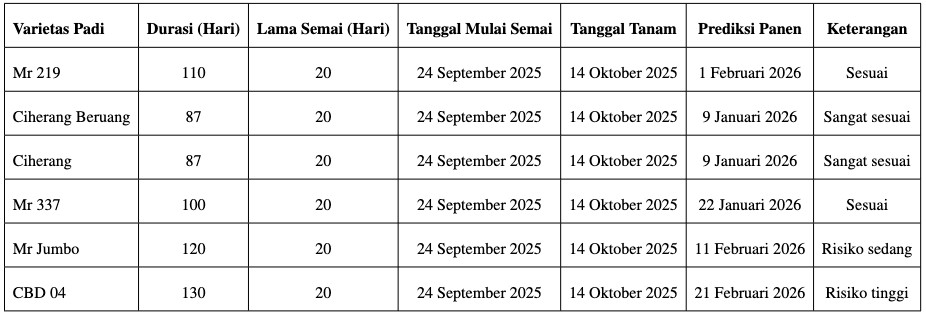 Varietas Padi Durasi (Hari) Lama Semai (Hari) Tanggal Mulai Semai Tanggal Tanam Prediksi Panen Keterangan
Mr 219 110 20 24 September 2025 14 Oktober 2025 1 Februari 2026 Sesuai
Ciherang Beruang 87 20 24 September 2025 14 Oktober 2025 9 Januari 2026 Sangat sesuai
Ciherang 87 20 24 September 2025 14 Oktober 2025 9 Januari 2026 Sangat sesuai
Mr 337 100 20 24 September 2025 14 Oktober 2025 22 Januari 2026 Sesuai
Mr Jumbo 120 20 24 September 2025 14 Oktober 2025 11 Februari 2026 Risiko sedang
CBD 04 130 20 24 September 2025 14 Oktober 2025 21 Februari 2026 Risiko tinggi